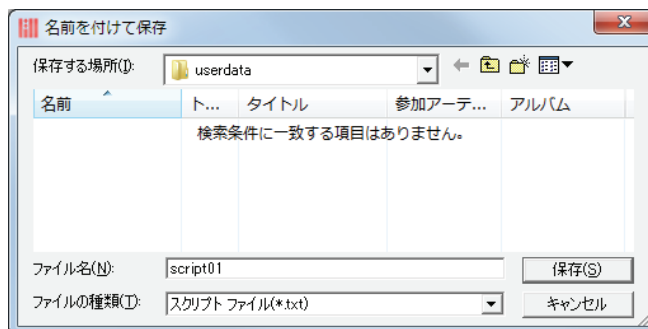 名前を付けて保存
保存する場所(I): userdata
名前 ト... タイトル 参加アーテ... アルバム
検索条件に一致する項目はありません。
ファイル名(N): script01 保存(S)
ファイルの種類(T): スクリプト ファイル(*.txt) キャンセル